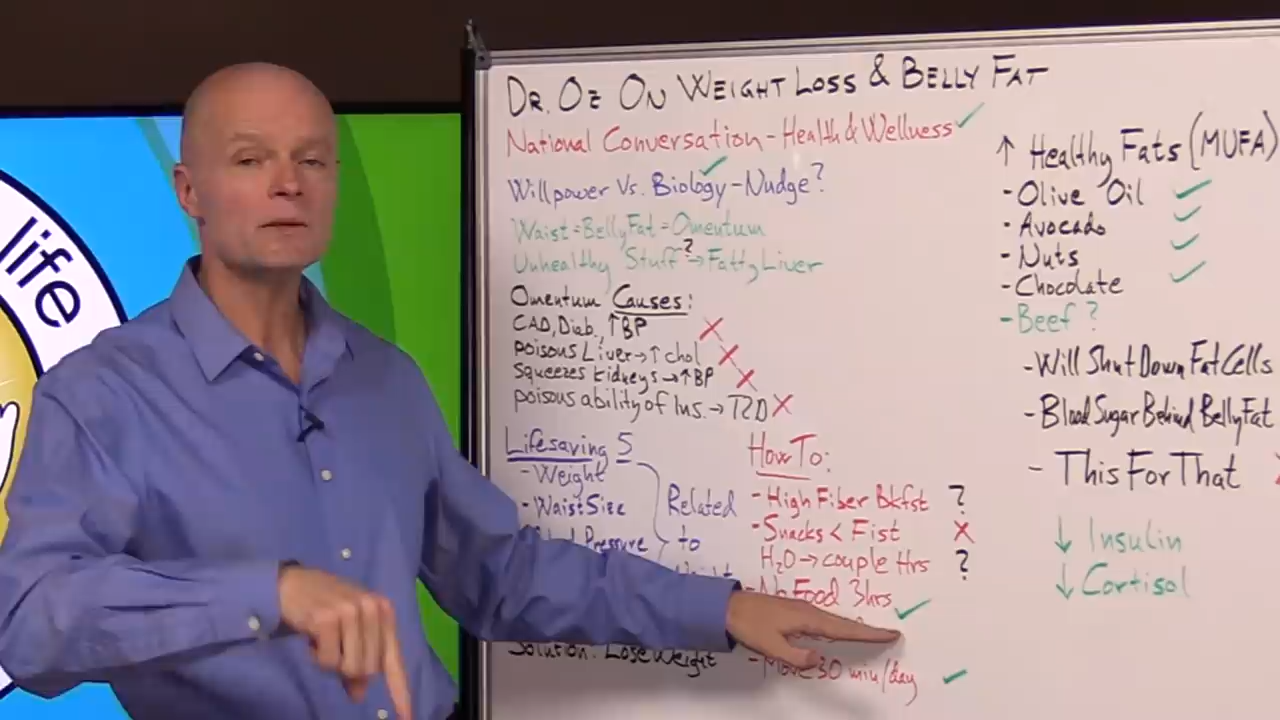 life
DR. OZ ON WEIGHT LOSS & BELLY FAT
National Conversation - Health & Wellness ✓
Willpower Vs. Biology - Nudge? ✓
Waist = Belly Fat = Omentum
Unhealthy Stuff ? → Fatty Liver
Omentum Causes:
CAD, Diab, ↑ BP X
poisons Liver → ↑ chol X
Squeezes kidneys → ↑ BP X
poisons ability of Ins. → T2D X
Lifesaving 5
- Weight
- Waist Size
Pressure
Related
to
Solution: Lose Weight
How To:
- High Fiber Bkfst ?
- Snacks < Fist X
H₂O → couple Hrs ?
- No Food 3hrs ✓
- Move 30 min/day ✓
↑ Healthy Fats (MUFA)
- Olive Oil ✓
- Avocado ✓
- Nuts ✓
- Chocolate ✓
- Beef ?
- Will Shut Down Fat Cells
- Blood Sugar Behind Belly Fat
- This For That
↓ Insulin
↓ Cortisol